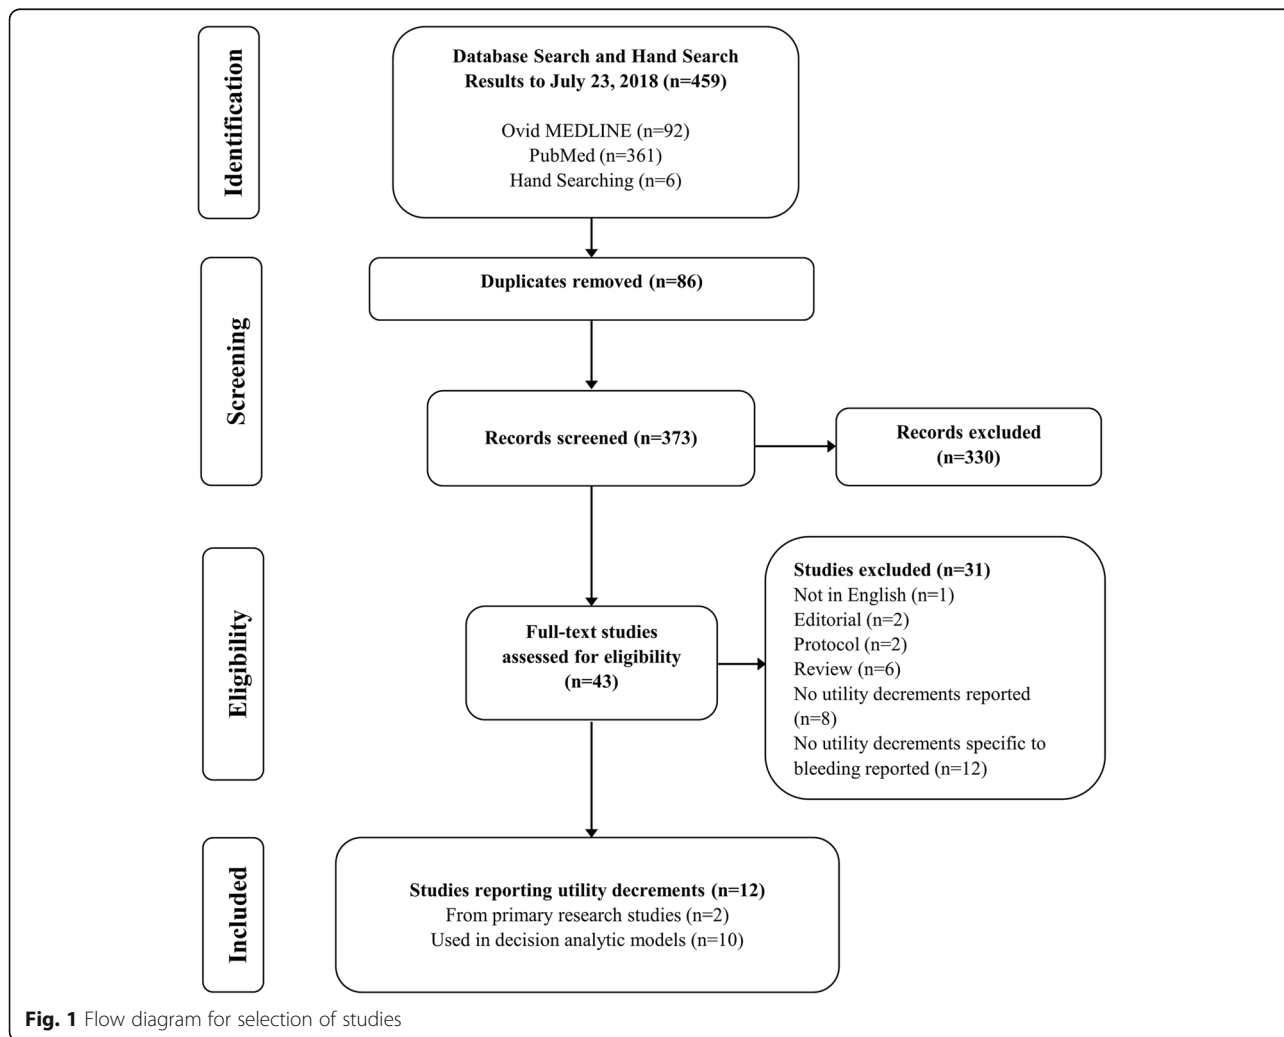 Identification
Database Search and Hand Search
Results to July 23, 2018 (n=459)
Ovid MEDLINE (n=92)
PubMed (n=361)
Hand Searching (n=6)
Screening
Duplicates removed (n=86)
Records screened (n=373)
Records excluded
(n=330)
Eligibility
Full-text studies
assessed for eligibility
(n=43)
Studies excluded (n=31)
Not in English (n=1)
Editorial (n=2)
Protocol (n=2)
Review (n=6)
No utility decrements reported
(n=8)
No utility decrements specific to
bleeding reported (n=12)
Included
Studies reporting utility decrements (n=12)
From primary research studies (n=2)
Used in decision analytic models (n=10)
Fig. 1 Flow diagram for selection of studies